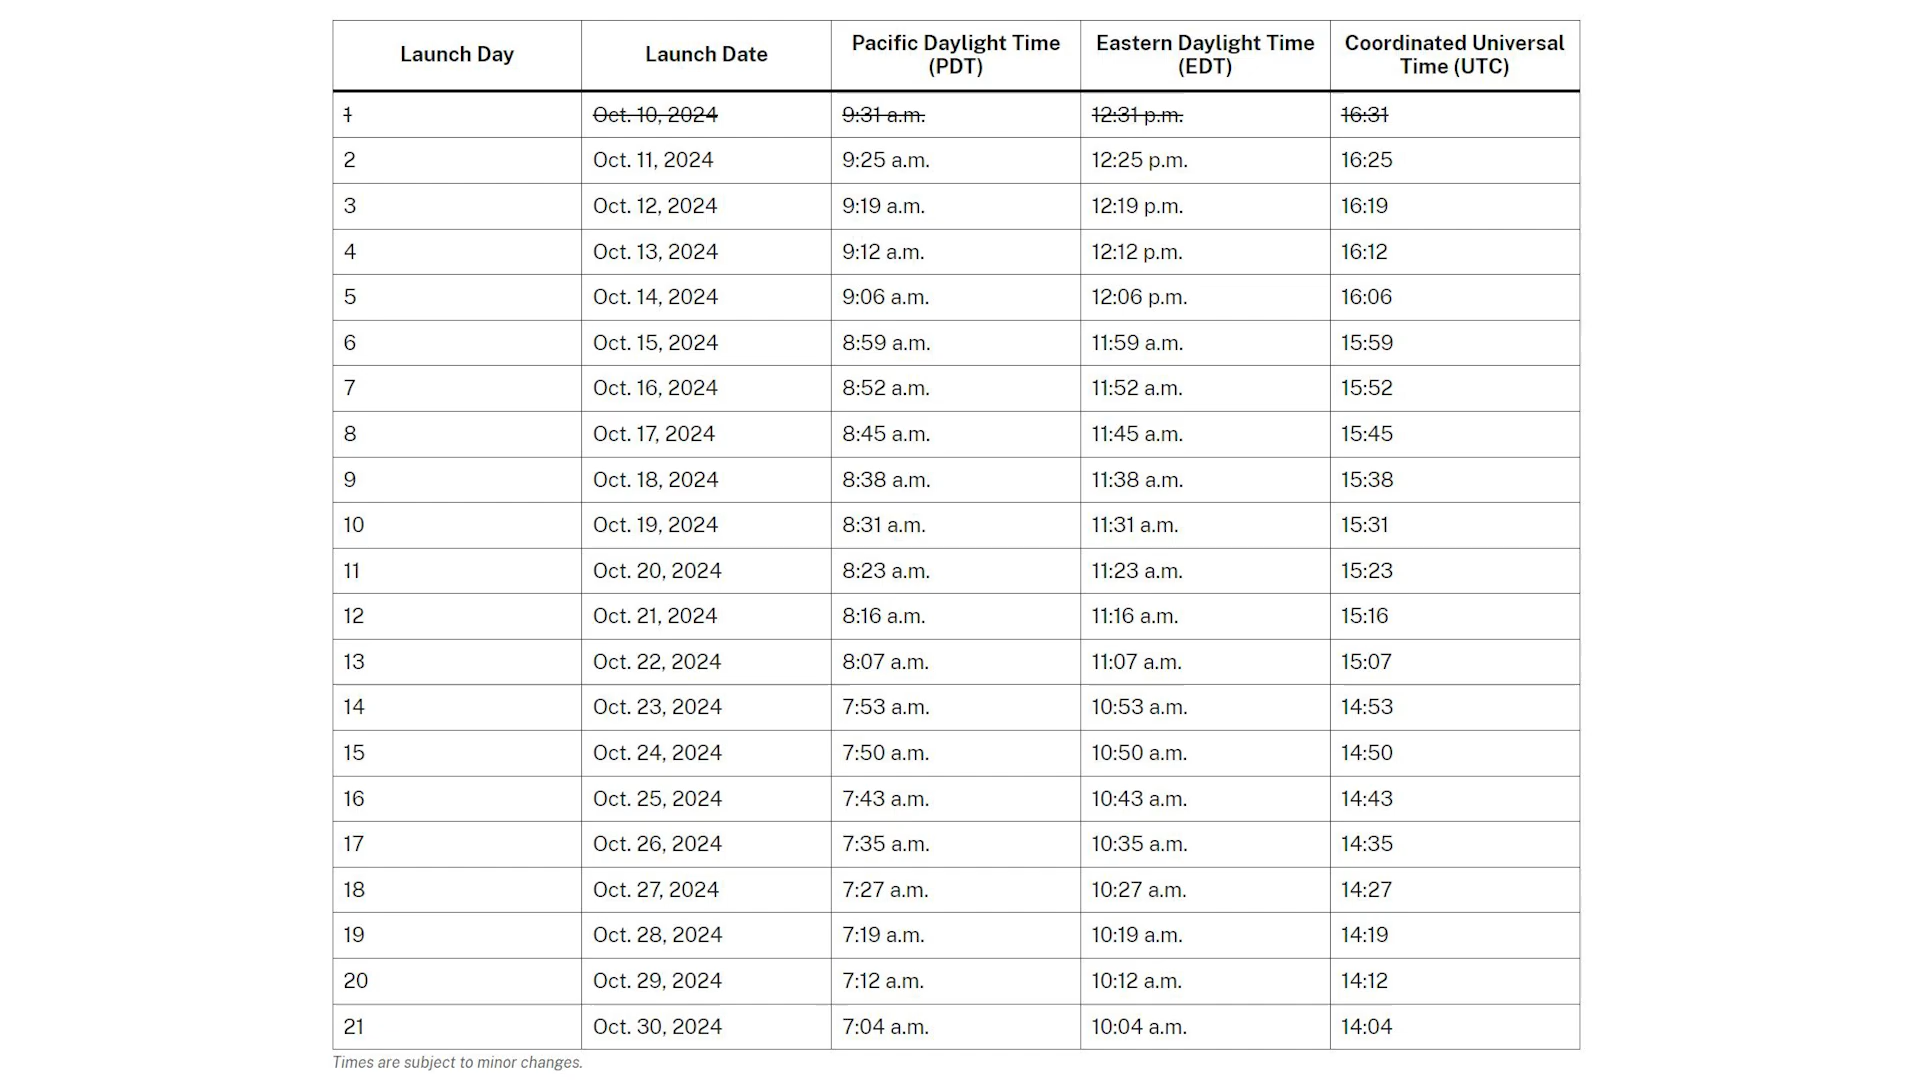 Launch Day Launch Date Pacific Daylight Time (PDT) Eastern Daylight Time (EDT) Coordinated Universal Time (UTC)
1 Oct. 10, 2024 9:31 a.m. 12:31 p.m. 16:31
2 Oct. 11, 2024 9:25 a.m. 12:25 p.m. 16:25
3 Oct. 12, 2024 9:19 a.m. 12:19 p.m. 16:19
4 Oct. 13, 2024 9:12 a.m. 12:12 p.m. 16:12
5 Oct. 14, 2024 9:06 a.m. 12:06 p.m. 16:06
6 Oct. 15, 2024 8:59 a.m. 11:59 a.m. 15:59
7 Oct. 16, 2024 8:52 a.m. 11:52 a.m. 15:52
8 Oct. 17, 2024 8:45 a.m. 11:45 a.m. 15:45
9 Oct. 18, 2024 8:38 a.m. 11:38 a.m. 15:38
10 Oct. 19, 2024 8:31 a.m. 11:31 a.m. 15:31
11 Oct. 20, 2024 8:23 a.m. 11:23 a.m. 15:23
12 Oct. 21, 2024 8:16 a.m. 11:16 a.m. 15:16
13 Oct. 22, 2024 8:07 a.m. 11:07 a.m. 15:07
14 Oct. 23, 2024 7:53 a.m. 10:53 a.m. 14:53
15 Oct. 24, 2024 7:50 a.m. 10:50 a.m. 14:50
16 Oct. 25, 2024 7:43 a.m. 10:43 a.m. 14:43
17 Oct. 26, 2024 7:35 a.m. 10:35 a.m. 14:35
18 Oct. 27, 2024 7:27 a.m. 10:27 a.m. 14:27
19 Oct. 28, 2024 7:19 a.m. 10:19 a.m. 14:19
20 Oct. 29, 2024 7:12 a.m. 10:12 a.m. 14:12
21 Oct. 30, 2024 7:04 a.m. 10:04 a.m. 14:04
Times are subject to minor changes.